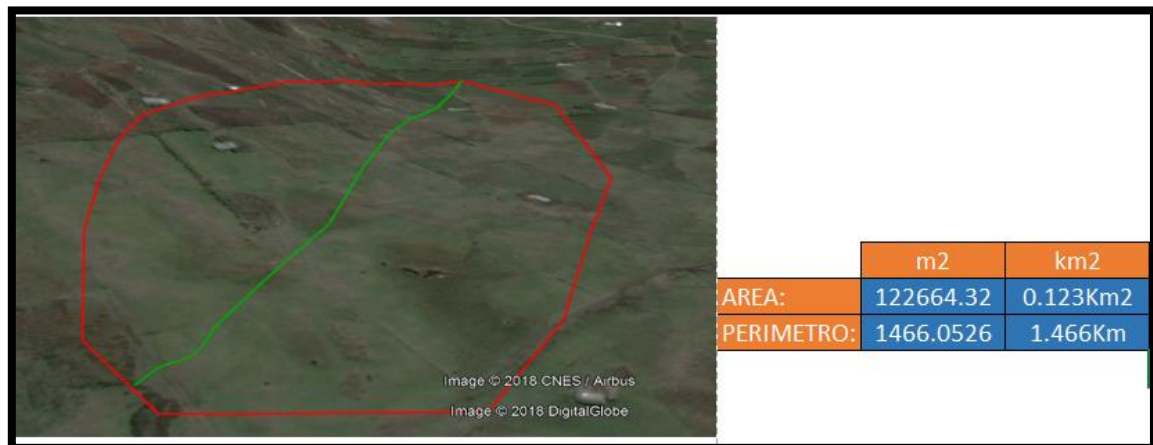 m2 km2
AREA: 122664.32 0.123Km2
PERIMETRO: 1466.0526 1.466Km
Image © 2018 CNES / Airbus
Image © 2018 DigitalGlobe